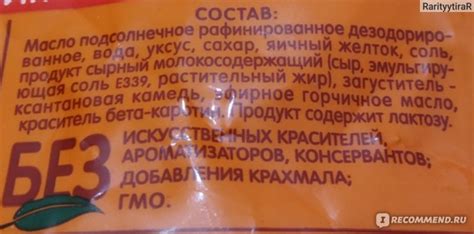 RarityytiraR
СОСТАВ:
Масло подсолнечное рафинированное дезодориро-
ванное, вода, уксус, сахар, яичный желток, соль,
продукт сырный молокосодержащий (сыр, эмульгиру-
ющая соль Е339, растительный жир), загуститель -
ксантановая камедь, эфирное горчичное масло,
краситель бета-каротин. Продукт содержит лактозу.
БЕЗ
ИСКУССТВЕННЫХ КРАСИТЕЛЕЙ,
АРОМАТИЗАТОРОВ, КОНСЕРВАНТОВ;
ДОБАВЛЕНИЯ КРАХМАЛА;
ГМО.
I RECOMMEND.RU